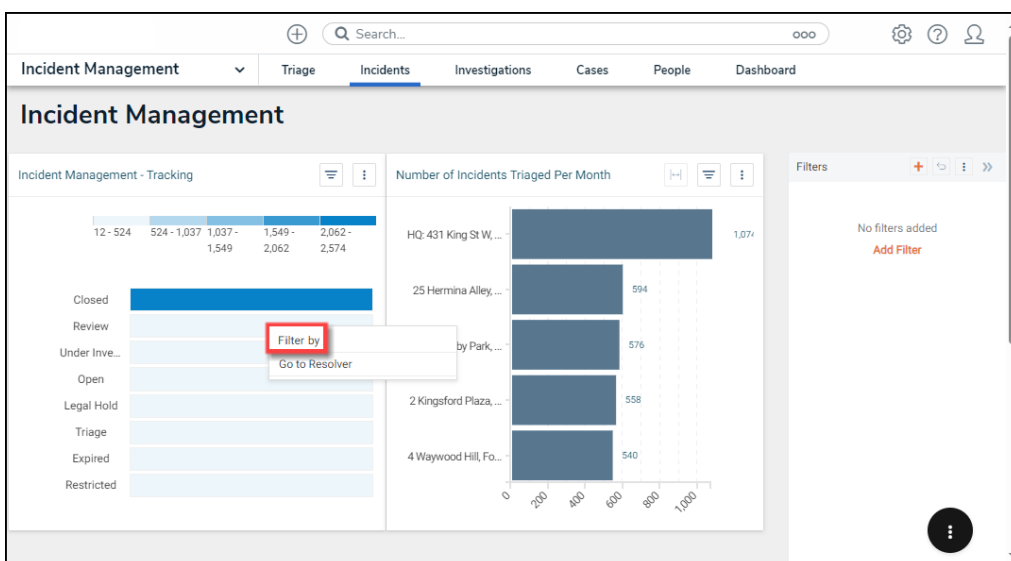 Search...
Incident Management
Triage
Incidents
Investigations
Cases
People
Dashboard
Incident Management
Incident Management - Tracking
12 - 524
524 - 1,037
1,037 -
1,549
1,549 -
2,062
2,062 -
2,574
Closed
Review
Under Inve...
Open
Legal Hold
Triage
Expired
Restricted
Filter by
Go to Resolver
Number of Incidents Triaged Per Month
HQ: 431 King St W, ...
1,074
25 Hermina Alley, ...
594
by Park, ...
576
2 Kingsford Plaza, ...
558
4 Waywood Hill, Fo...
540
0
200
400
600
800
1,000
Filters
No filters added
Add Filter